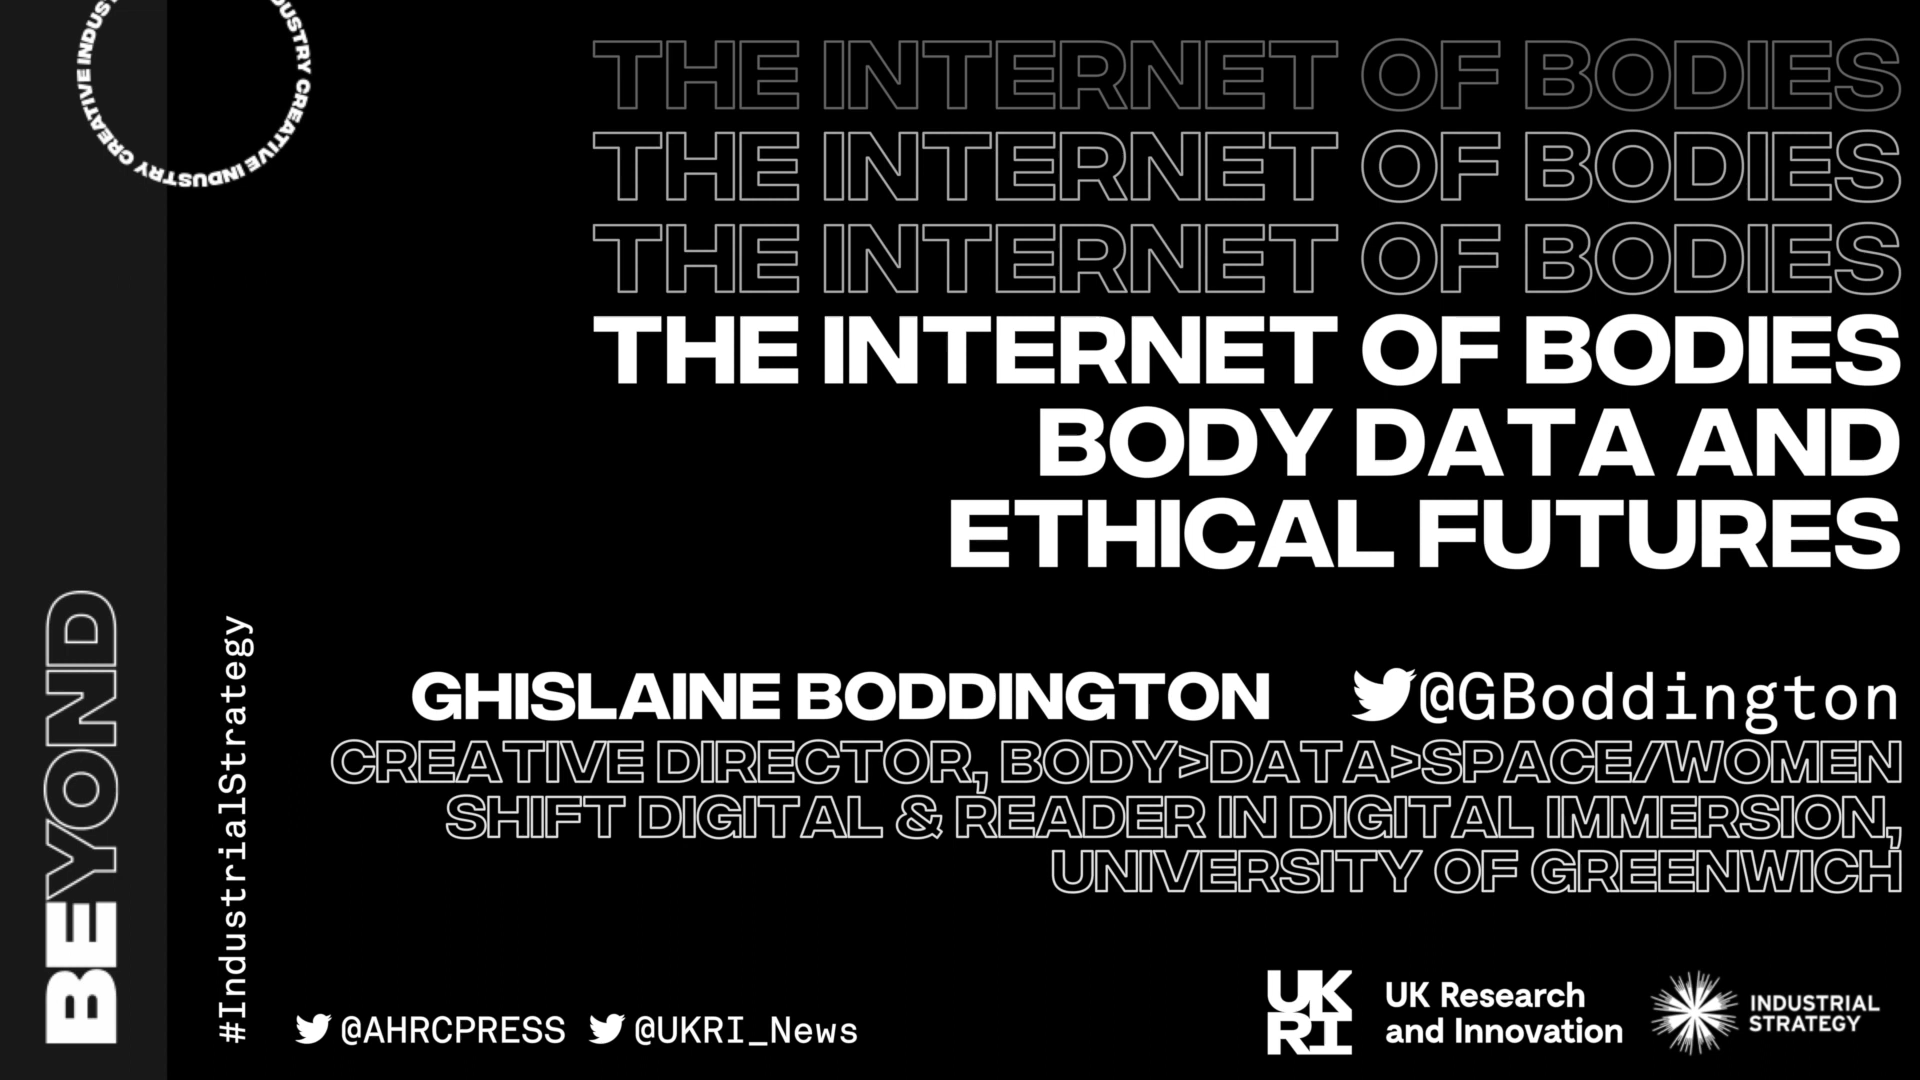 INDUSTRY CREATIVE INDUSTRY CREATIVE INDUST
THE INTERNET OF BODIES
THE INTERNET OF BODIES
THE INTERNET OF BODIES
THE INTERNET OF BODIES
BODY DATA AND
ETHICAL FUTURES
GHISLAINE BODDINGTON @GBoddington
CREATIVE DIRECTOR, BODY>DATA>SPACE/WOMEN
SHIFT DIGITAL & READER IN DIGITAL IMMERSION,
UNIVERSITY OF GREENWICH
BEYOND
#IndustrialStrategy
@AHRCPRESS @UKRI_News
UK
RI
UK Research
and Innovation
INDUSTRIAL
STRATEGY